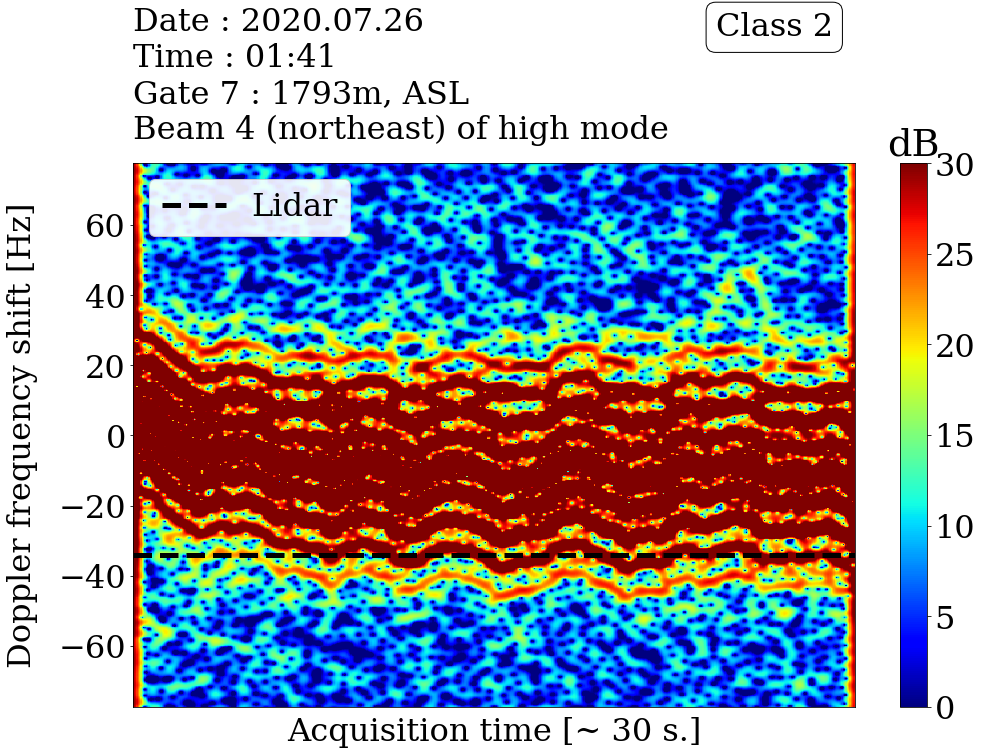 Date : 2020.07.26
Time : 01:41
Gate 7 : 1793m, ASL
Beam 4 (northeast) of high mode
Class 2
dB
30
25
20
15
10
5
0
Lidar
Doppler frequency shift [Hz]
60
40
20
0
−20
−40
−60
Acquisition time [~ 30 s.]